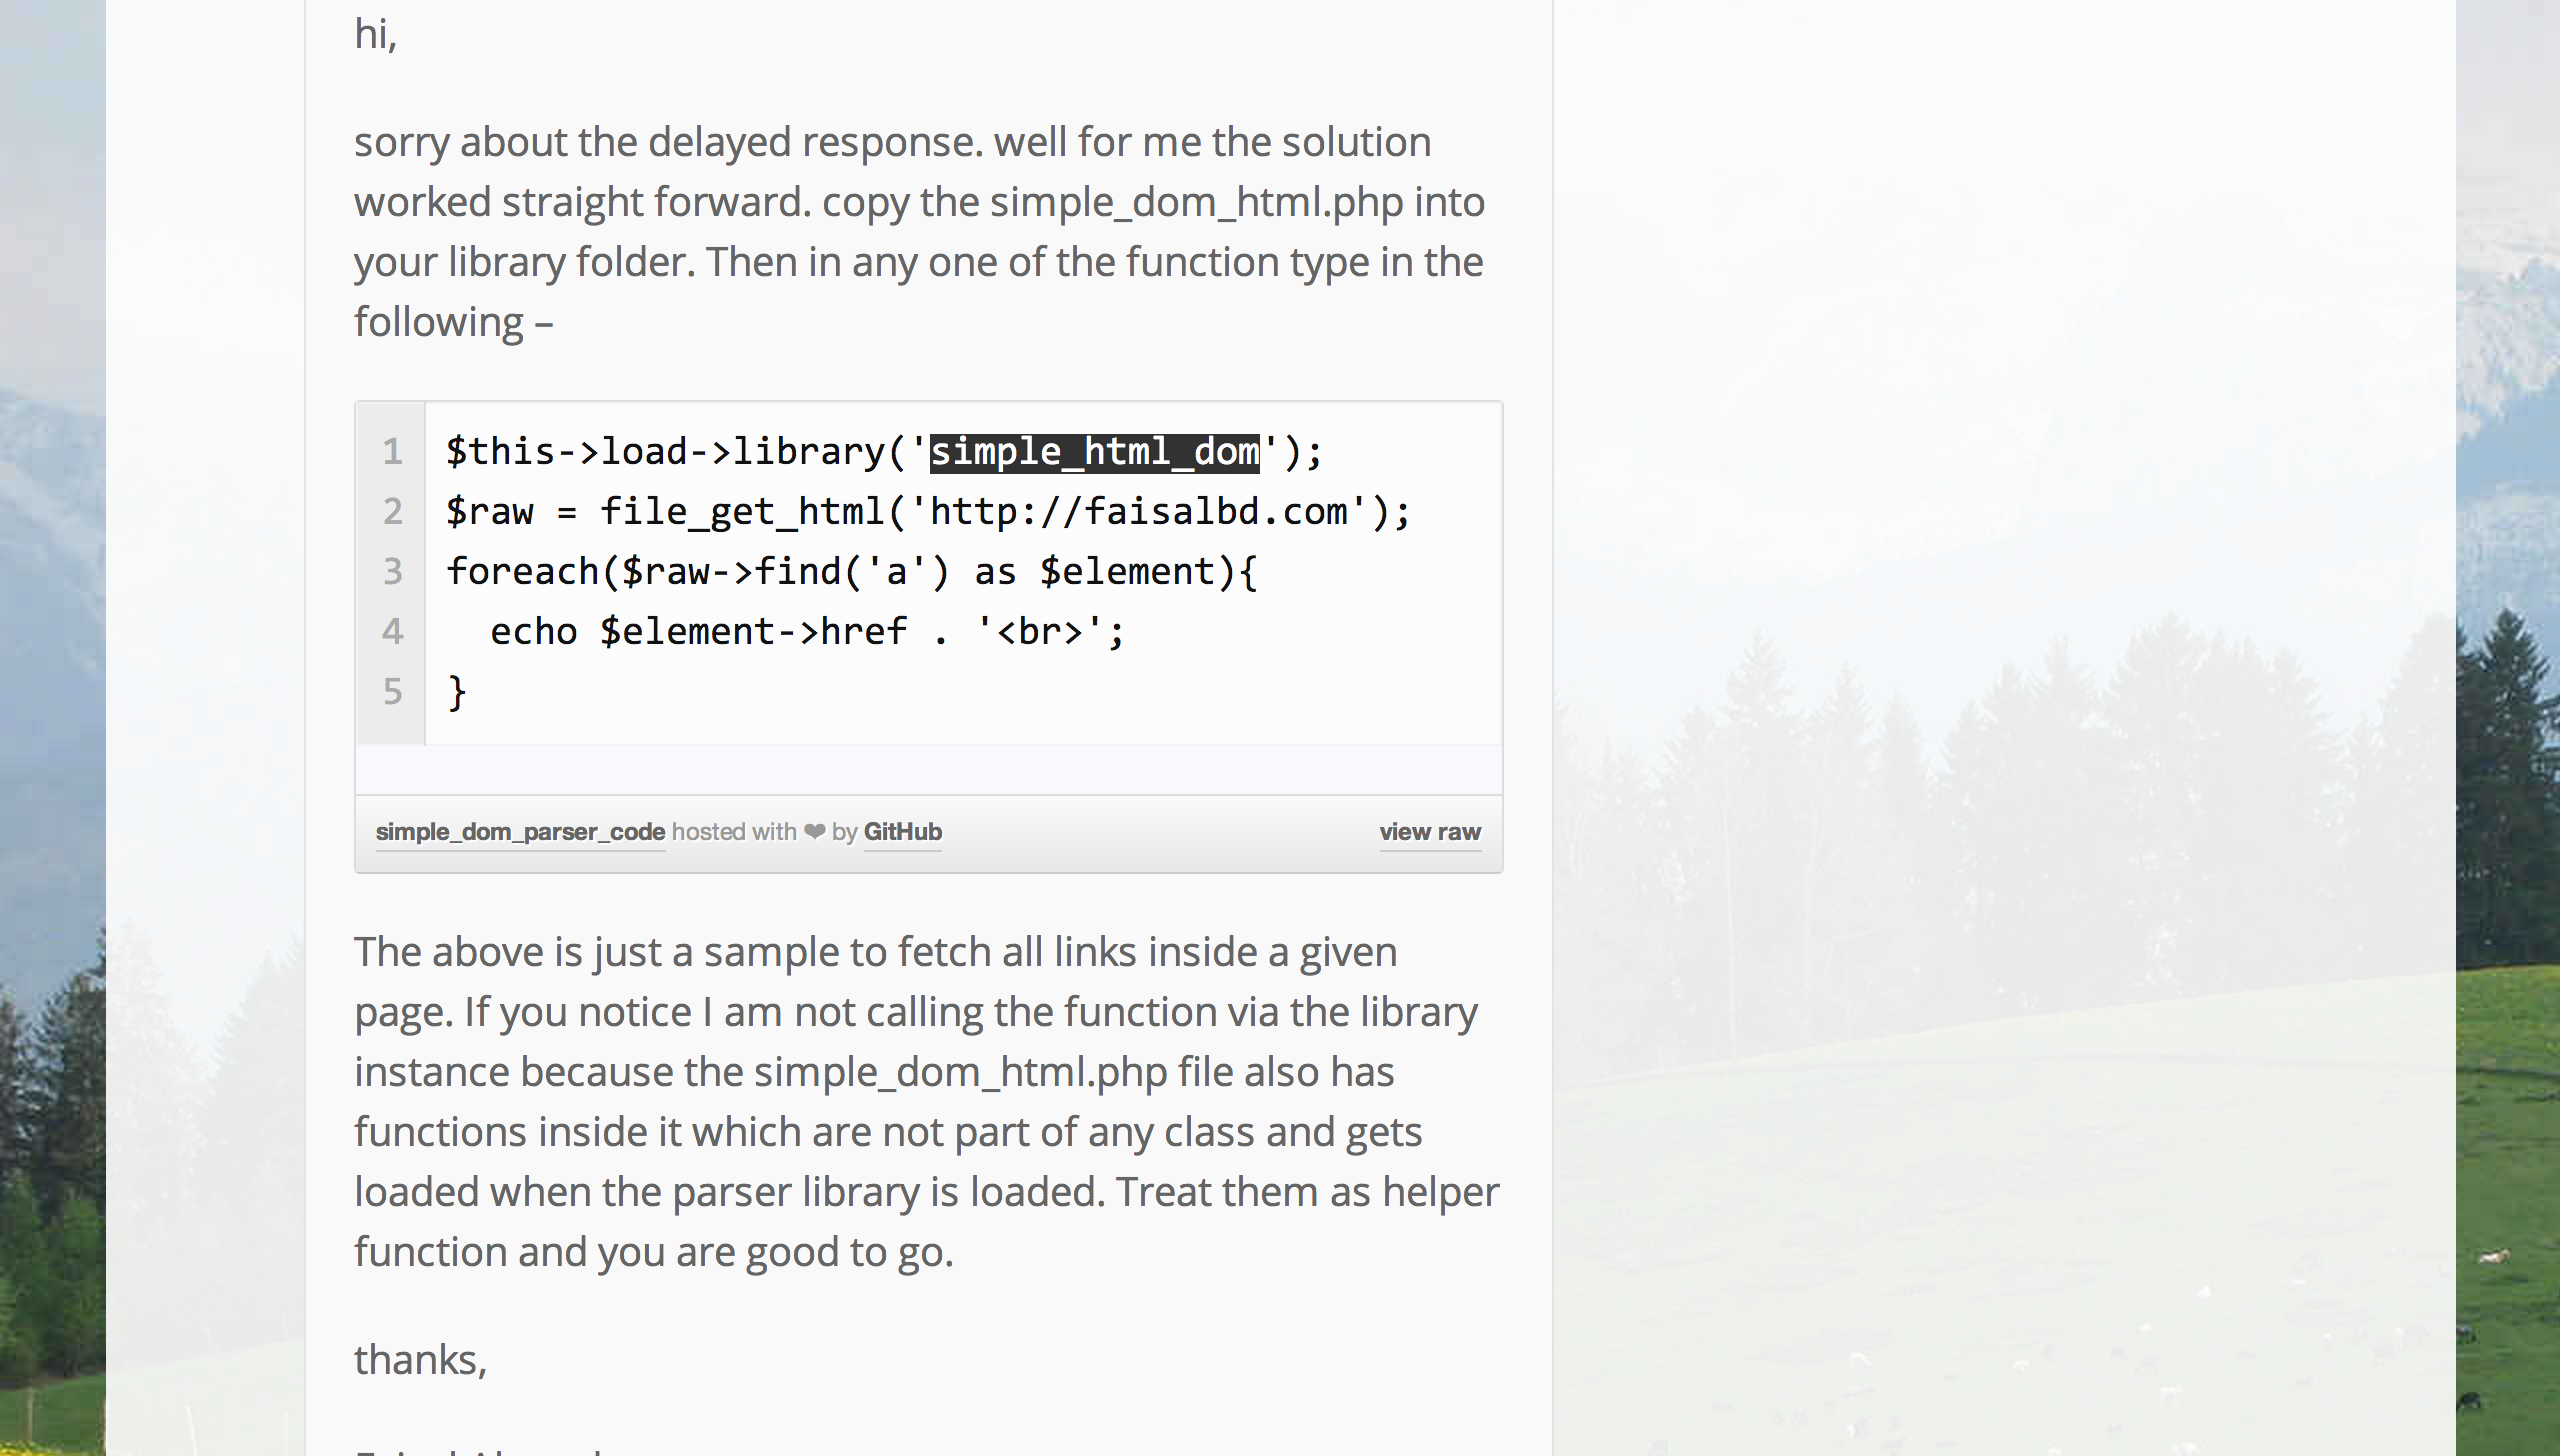 hi,
sorry about the delayed response. well for me the solution
worked straight forward. copy the simple_dom_html.php into
your library folder. Then in any one of the function type in the
following –
1 $this->load->library('simple_html_dom');
2 $raw = file_get_html('http://faisalbd.com');
3 foreach($raw->find('a') as $element){
4   echo $element->href . '<br>';
5 }
simple_dom_parser_code hosted with ❤ by GitHub view raw
The above is just a sample to fetch all links inside a given
page. If you notice I am not calling the function via the library
instance because the simple_dom_html.php file also has
functions inside it which are not part of any class and gets
loaded when the parser library is loaded. Treat them as helper
function and you are good to go.
thanks,